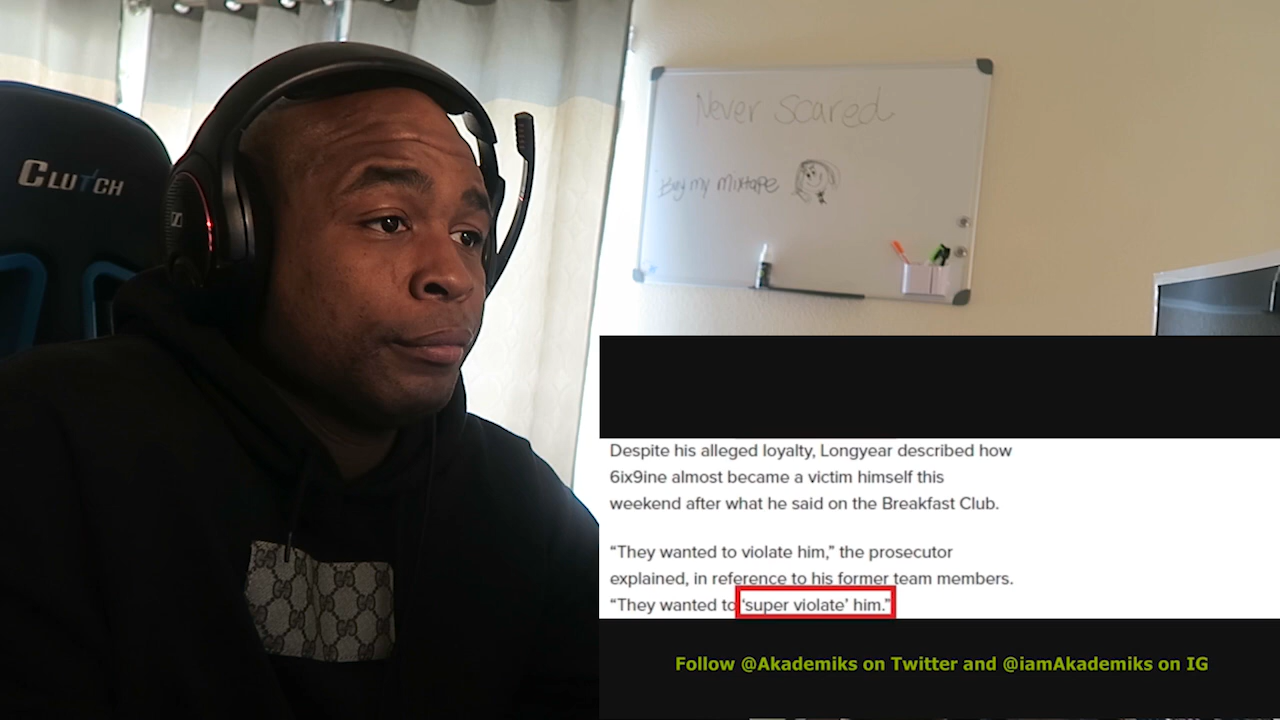 CLUTCH
Never Scared
Buy my mixtape
Despite his alleged loyalty, Longyear described how
6ix9ine almost became a victim himself this
weekend after what he said on the Breakfast Club.
“They wanted to violate him,” the prosecutor
explained, in reference to his former team members.
“They wanted to ‘super violate’ him.”
Follow @Akademiks on Twitter and @iamAkademiks on IG